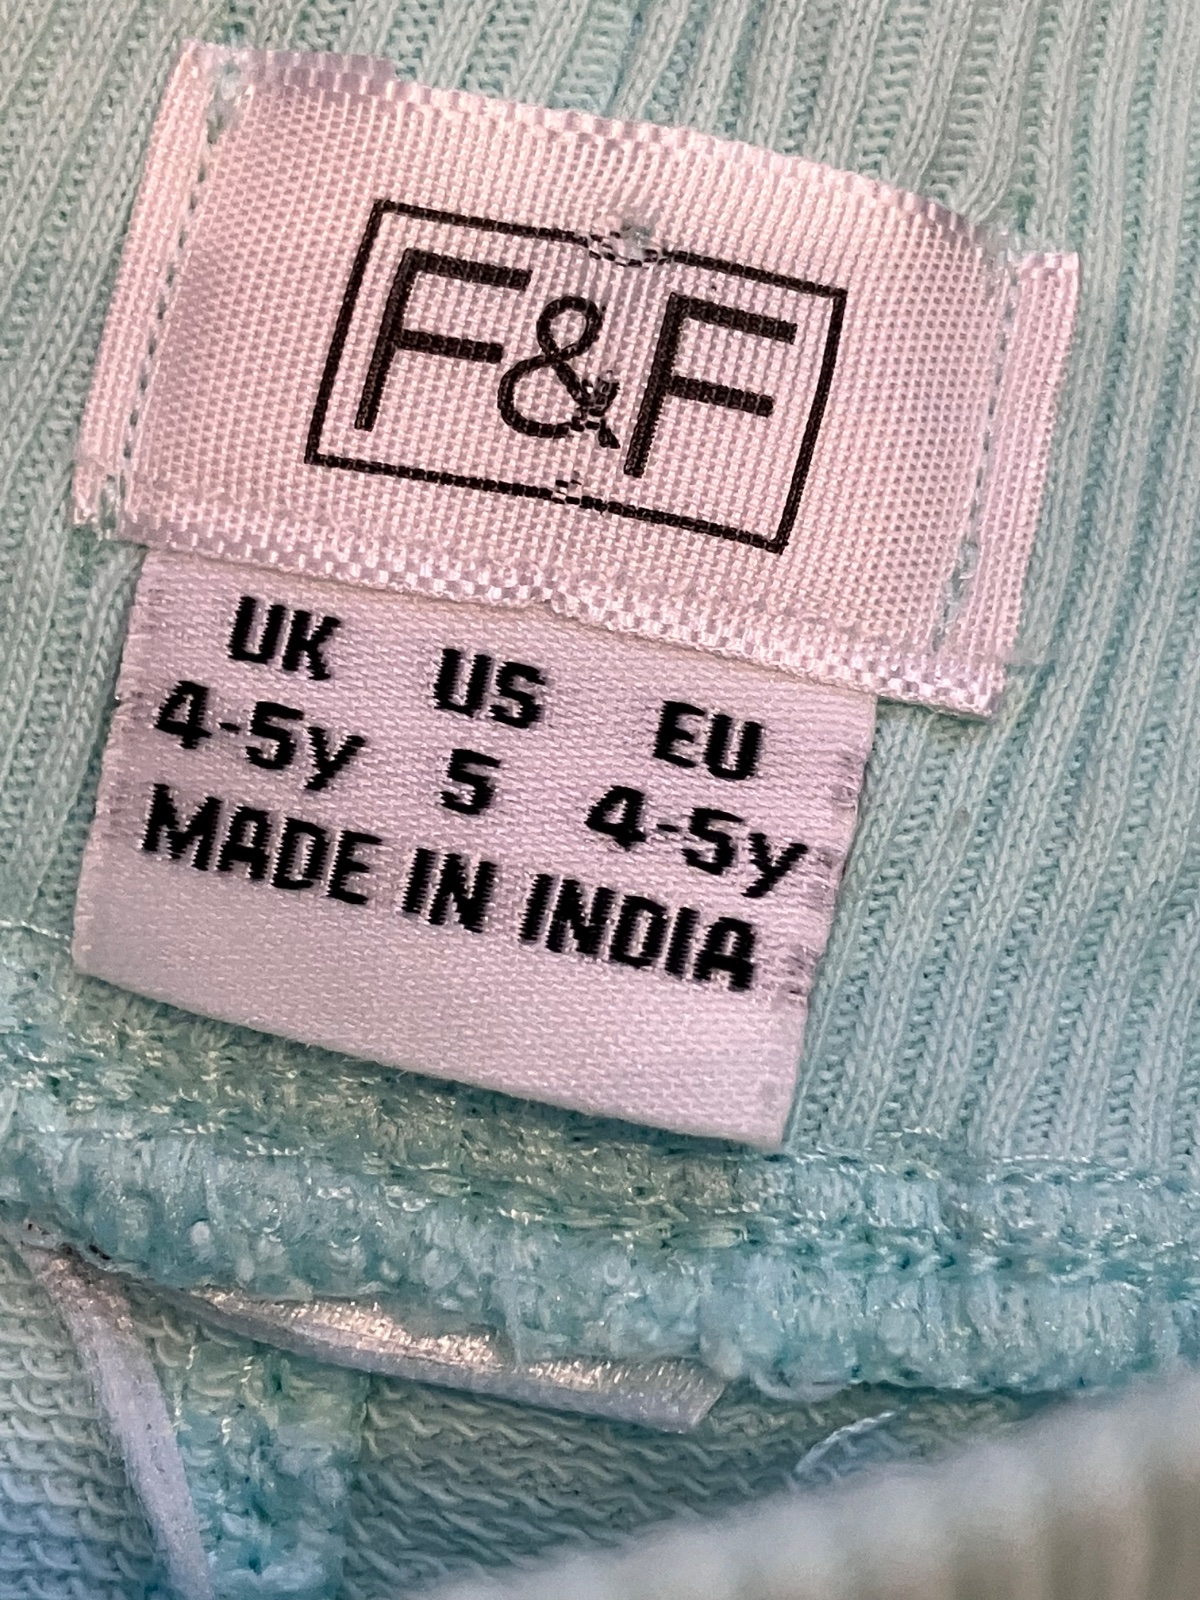 F&F
UK US EU
4-5y 5 4-5y
MADE IN INDIA